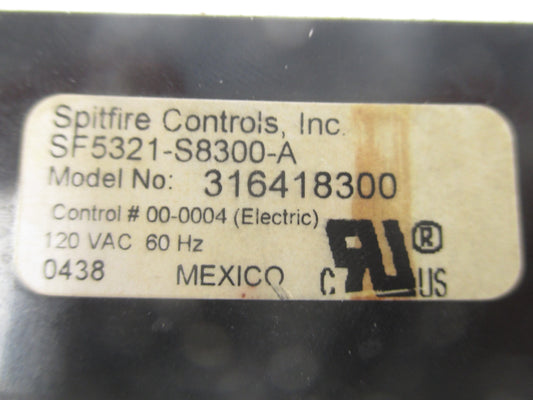 Spitfire Controls, Inc.
SF5321-S8300-A
Model No: 316418300
Control # 00-0004 (Electric)
120 VAC 60 Hz
0438 MEXICO C RU ® US